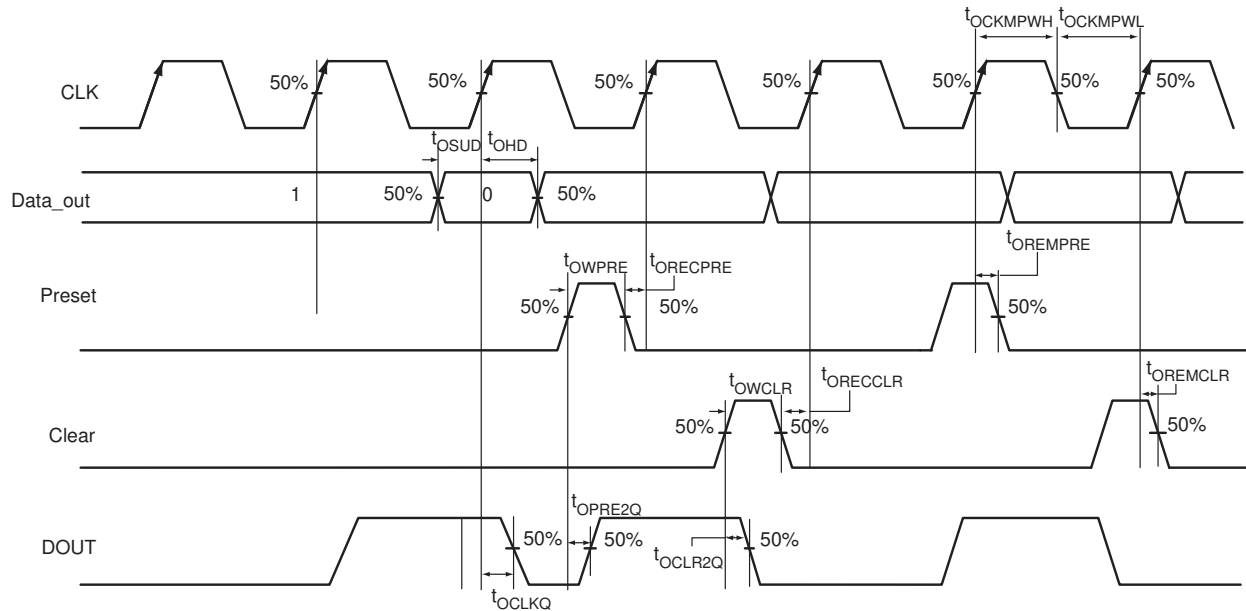 tOCKMPWH tOCKMPWL
CLK 50% 50% 50% 50% 50% 50% 50%
tOSUD tOHD
Data_out 1 50% 0 50%
tOREMPRE
tOWPRE tORECPRE
Preset 50% 50% 50%
tOWCLR tORECCLR tOREMCLR
Clear 50% 50% 50%
tOPRE2Q
DOUT 50% 50% 50%
tOCLR2Q
tOCLKQ